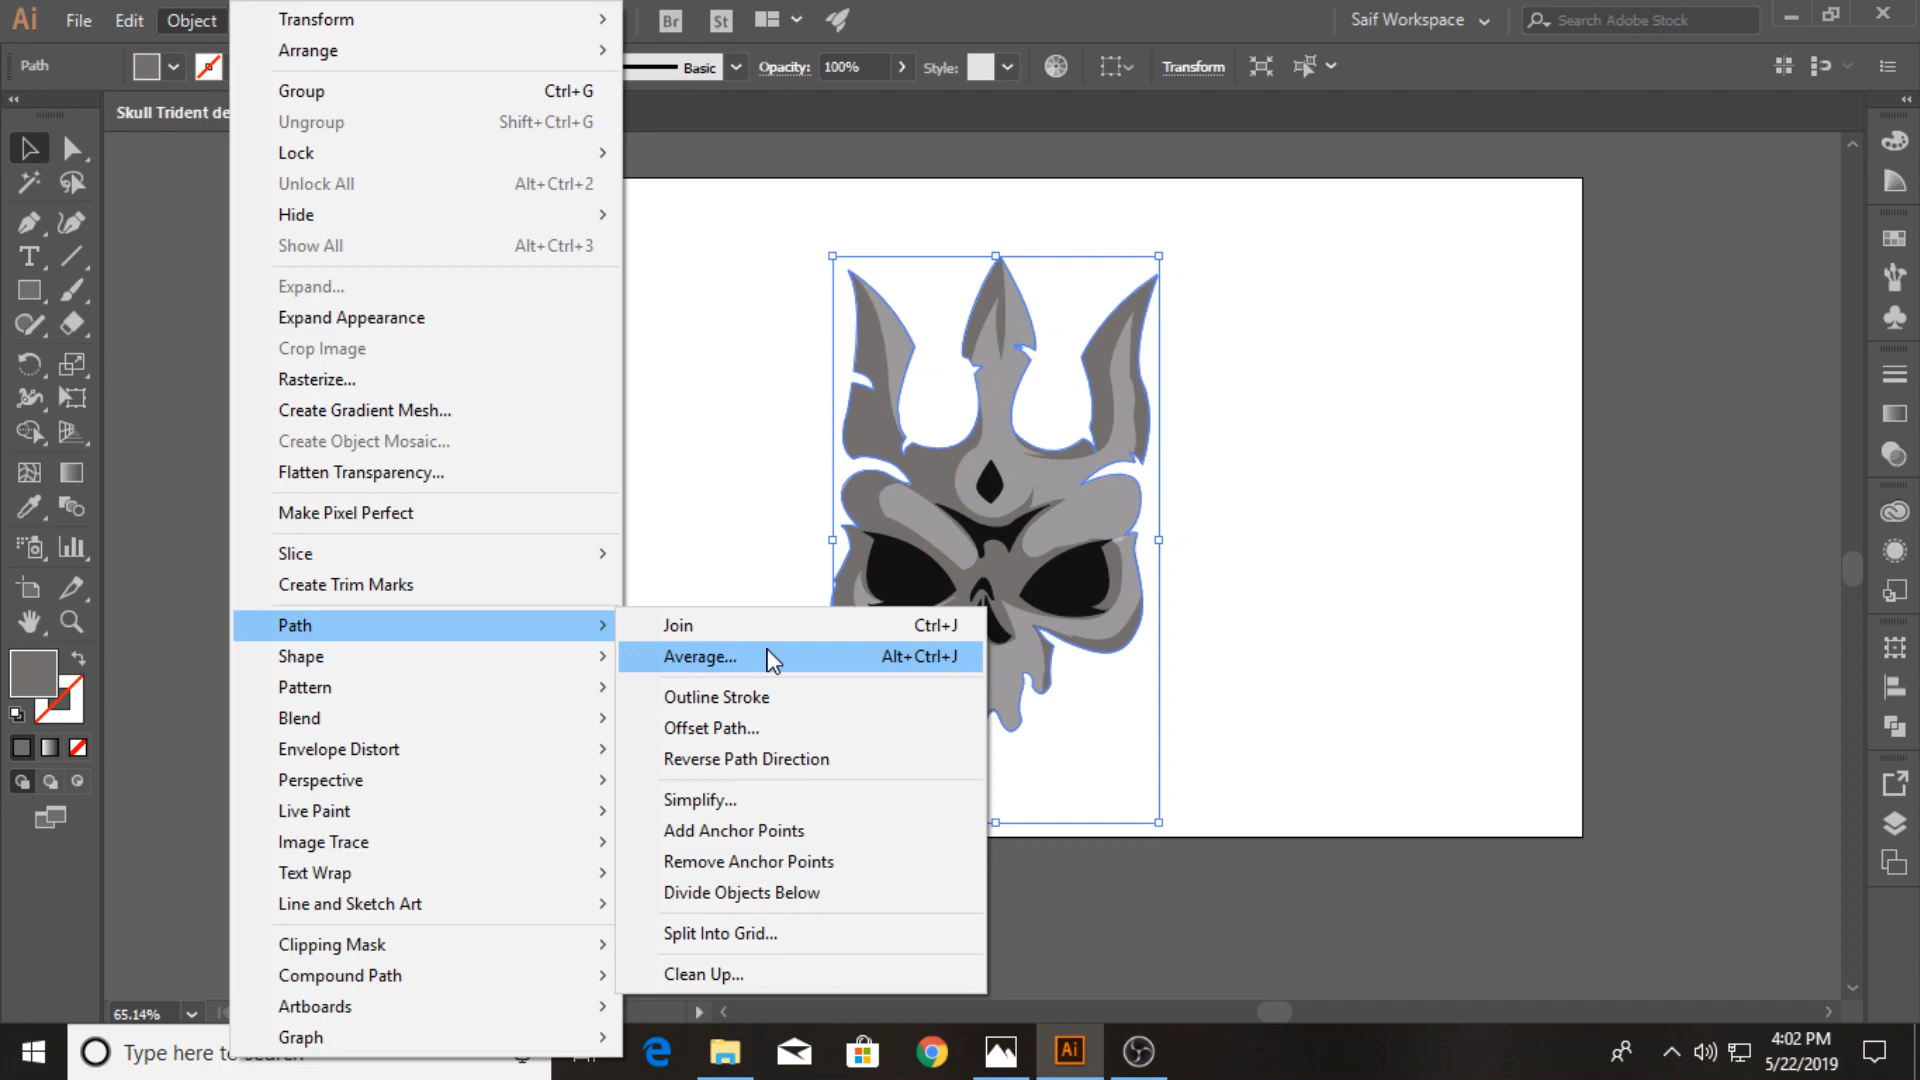 Ai
File
Edit
Object
Br
St
Saif Workspace
Search Adobe Stock
Path
Basic
Opacity:
100%
Style:
Transform
Skull Trident de
Transform
Arrange
Group Ctrl+G
Ungroup Shift+Ctrl+G
Lock
Unlock All Alt+Ctrl+2
Hide
Show All Alt+Ctrl+3
Expand...
Expand Appearance
Crop Image
Rasterize...
Create Gradient Mesh...
Create Object Mosaic...
Flatten Transparency...
Make Pixel Perfect
Slice
Create Trim Marks
Path
Shape
Pattern
Blend
Envelope Distort
Perspective
Live Paint
Image Trace
Text Wrap
Line and Sketch Art
Clipping Mask
Compound Path
Artboards
Graph
Join Ctrl+J
Average... Alt+Ctrl+J
Outline Stroke
Offset Path...
Reverse Path Direction
Simplify...
Add Anchor Points
Remove Anchor Points
Divide Objects Below
Split Into Grid...
Clean Up...
65.14%
Type here to search
Ai
4:02 PM
5/22/2019